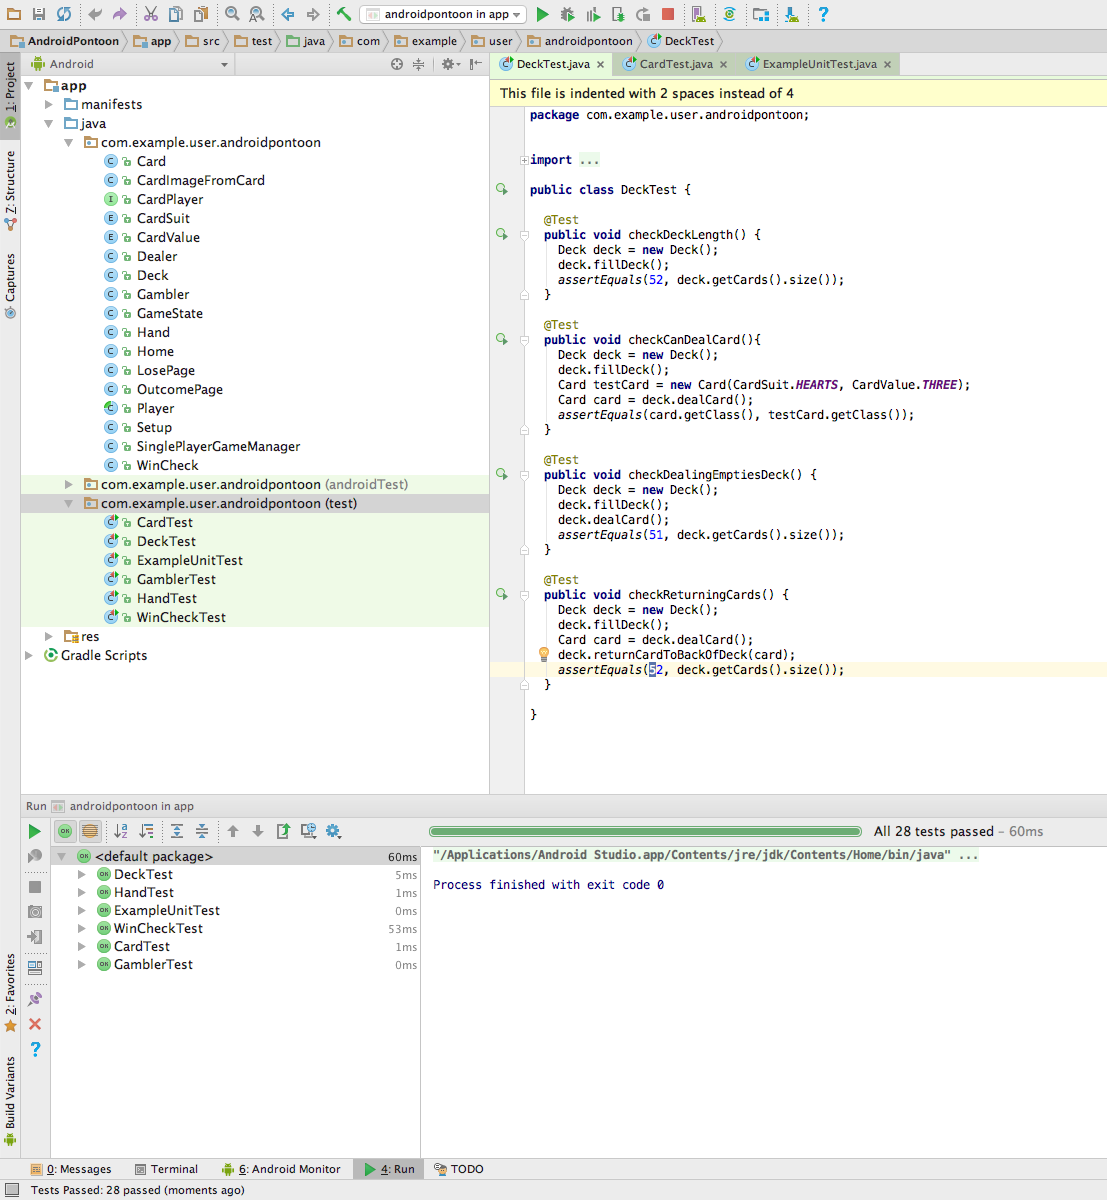 androidpontoon in app
AndroidPontoon app src test java com example user androidpontoon DeckTest
Android
DeckTest.java CardTest.java ExampleUnitTest.java
1: Project
Z: Structure
Captures
2: Favorites
Build Variants
app
manifests
java
com.example.user.androidpontoon
Card
CardImageFromCard
CardPlayer
CardSuit
CardValue
Dealer
Deck
Gambler
GameState
Hand
Home
LosePage
OutcomePage
Player
Setup
SinglePlayerGameManager
WinCheck
com.example.user.androidpontoon (androidTest)
com.example.user.androidpontoon (test)
CardTest
DeckTest
ExampleUnitTest
GamblerTest
HandTest
WinCheckTest
res
Gradle Scripts
This file is indented with 2 spaces instead of 4
package com.example.user.androidpontoon;
import ...
public class DeckTest {
@Test
public void checkDeckLength() {
Deck deck = new Deck();
deck.fillDeck();
assertEquals(52, deck.getCards().size());
}
@Test
public void checkCanDealCard(){
Deck deck = new Deck();
deck.fillDeck();
Card testCard = new Card(CardSuit.HEARTS, CardValue.THREE);
Card card = deck.dealCard();
assertEquals(card.getClass(), testCard.getClass());
}
@Test
public void checkDealingEmptiesDeck() {
Deck deck = new Deck();
deck.fillDeck();
deck.dealCard();
assertEquals(51, deck.getCards().size());
}
@Test
public void checkReturningCards() {
Deck deck = new Deck();
deck.fillDeck();
Card card = deck.dealCard();
deck.returnCardToBackOfDeck(card);
assertEquals(52, deck.getCards().size());
}
}
Run androidpontoon in app
All 28 tests passed – 60ms
<default package> 60ms
DeckTest 5ms
HandTest 1ms
ExampleUnitTest 0ms
WinCheckTest 53ms
CardTest 1ms
GamblerTest 0ms
"/Applications/Android Studio.app/Contents/jre/jdk/Contents/Home/bin/java" ...
Process finished with exit code 0
0: Messages Terminal 6: Android Monitor 4: Run TODO
Tests Passed: 28 passed (moments ago)